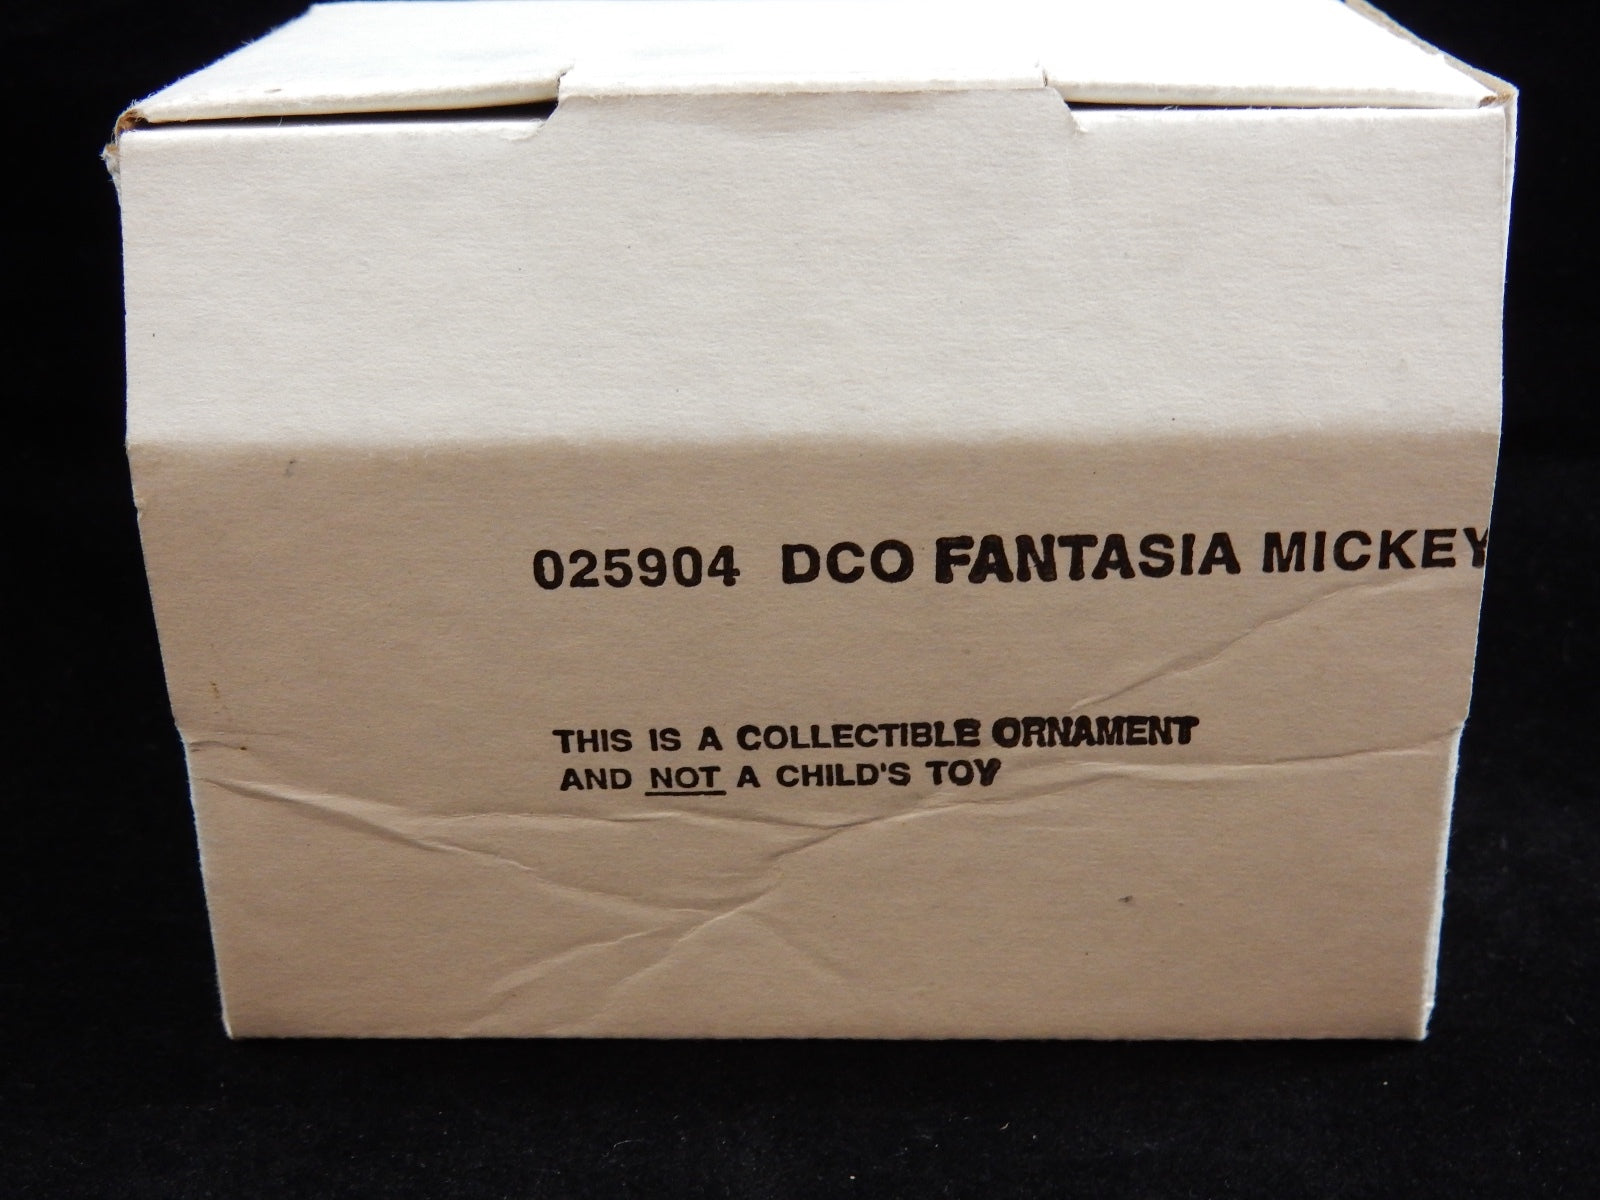 025904 DCO FANTASIA MICKEY
THIS IS A COLLECTIBLE ORNAMENT
AND NOT A CHILD'S TOY